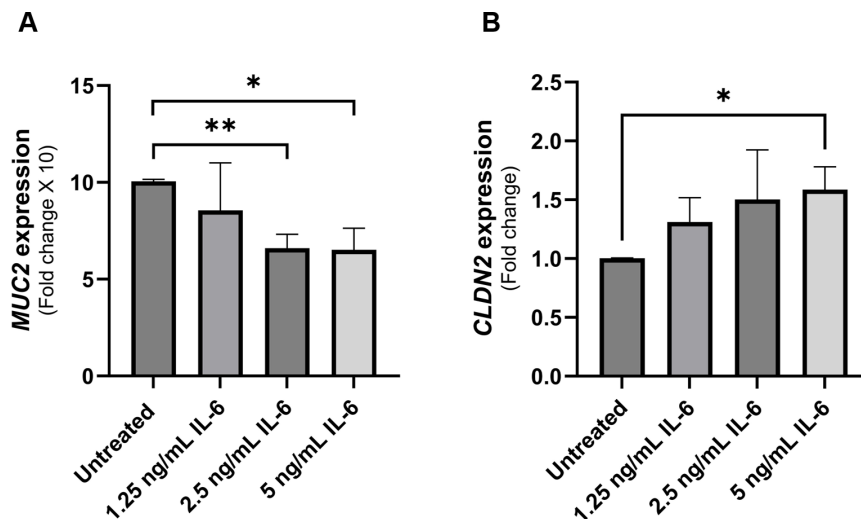 A
MUC2 expression
(Fold change X 10)
15
10
5
0
*
**
Untreated
1.25 ng/mL IL-6
2.5 ng/mL IL-6
5 ng/mL IL-6
B
CLDN2 expression
(Fold change)
2.5
2.0
1.5
1.0
0.5
0.0
*
Untreated
1.25 ng/mL IL-6
2.5 ng/mL IL-6
5 ng/mL IL-6